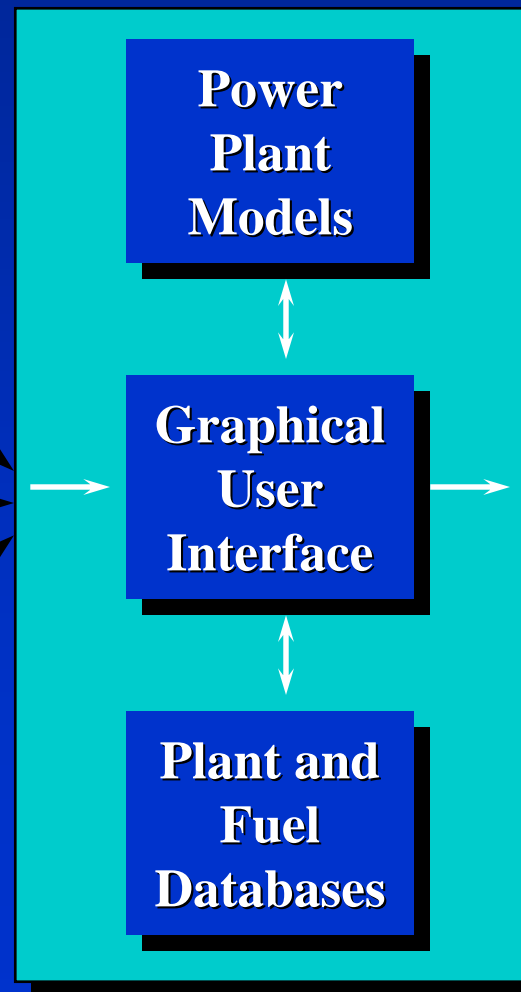 Power
Plant
Models
Graphical
User
Interface
Plant and
Fuel
Databases